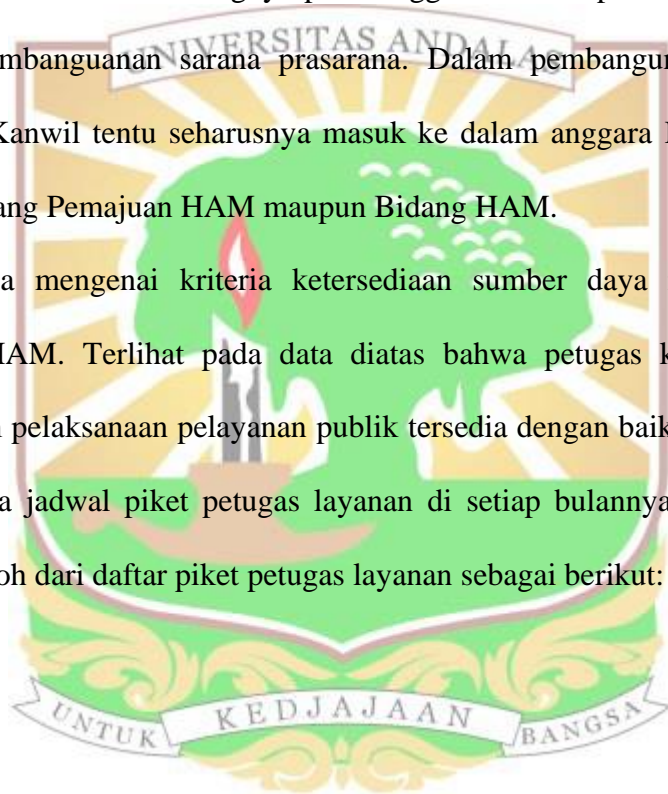 UNIVERSITAS ANDALAS
mbanguanan sarana prasarana. Dalam pembangun
Kanwil tentu seharusnya masuk ke dalam anggara
ang Pemajuan HAM maupun Bidang HAM.
a mengenai kriteria ketersediaan sumber daya
HAM. Terlihat pada data diatas bahwa petugas k
n pelaksanaan pelayanan publik tersedia dengan baik
a jadwal piket petugas layanan di setiap bulannya
oh dari daftar piket petugas layanan sebagai berikut:
UNTUK KEDJAJAAN BANGSA